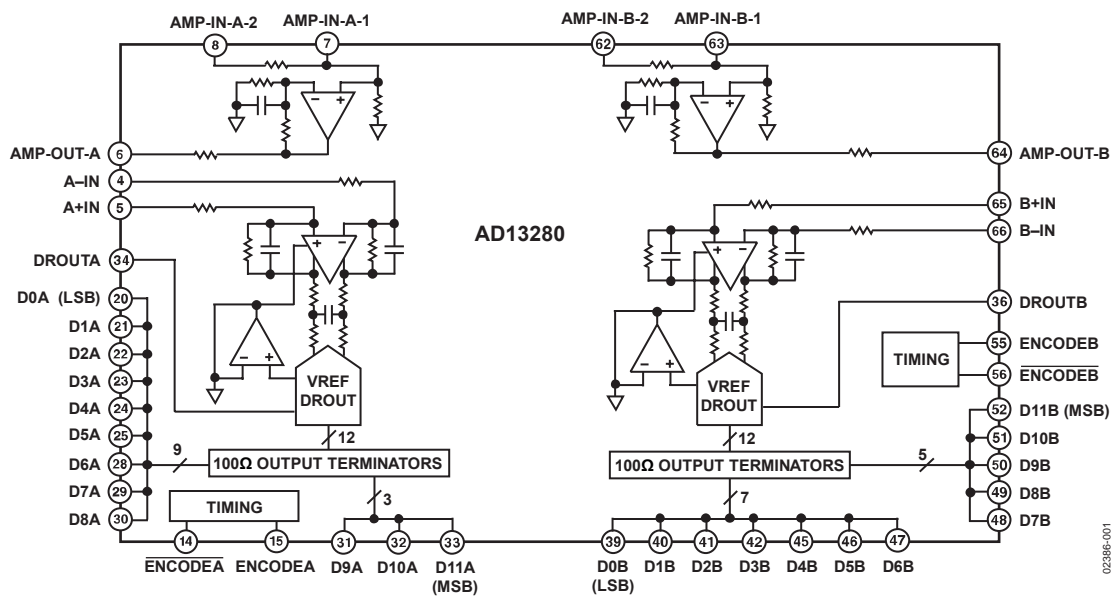 AMP-IN-A-2
AMP-IN-A-1
AMP-IN-B-2
AMP-IN-B-1
8
7
62
63
– +
– +
AMP-OUT-A
6
64
AMP-OUT-B
A–IN
4
A+IN
5
65
B+IN
66
B–IN
AD13280
+ –
+ –
DROUTA
34
36
DROUTB
D0A (LSB)
20
D1A
21
D2A
22
D3A
23
D4A
24
D5A
25
D6A
28
D7A
29
D8A
30
– +
VREF
DROUT
12
9
100Ω OUTPUT TERMINATORS
3
TIMING
14
15
31
32
33
ENCODEA
ENCODEA
D9A
D10A
D11A
(MSB)
– +
VREF
DROUT
12
100Ω OUTPUT TERMINATORS
5
7
TIMING
55
ENCODEB
56
ENCODEB
52
D11B (MSB)
51
D10B
50
D9B
49
D8B
48
D7B
39
40
41
42
45
46
47
D0B
(LSB)
D1B
D2B
D3B
D4B
D5B
D6B
02386-001